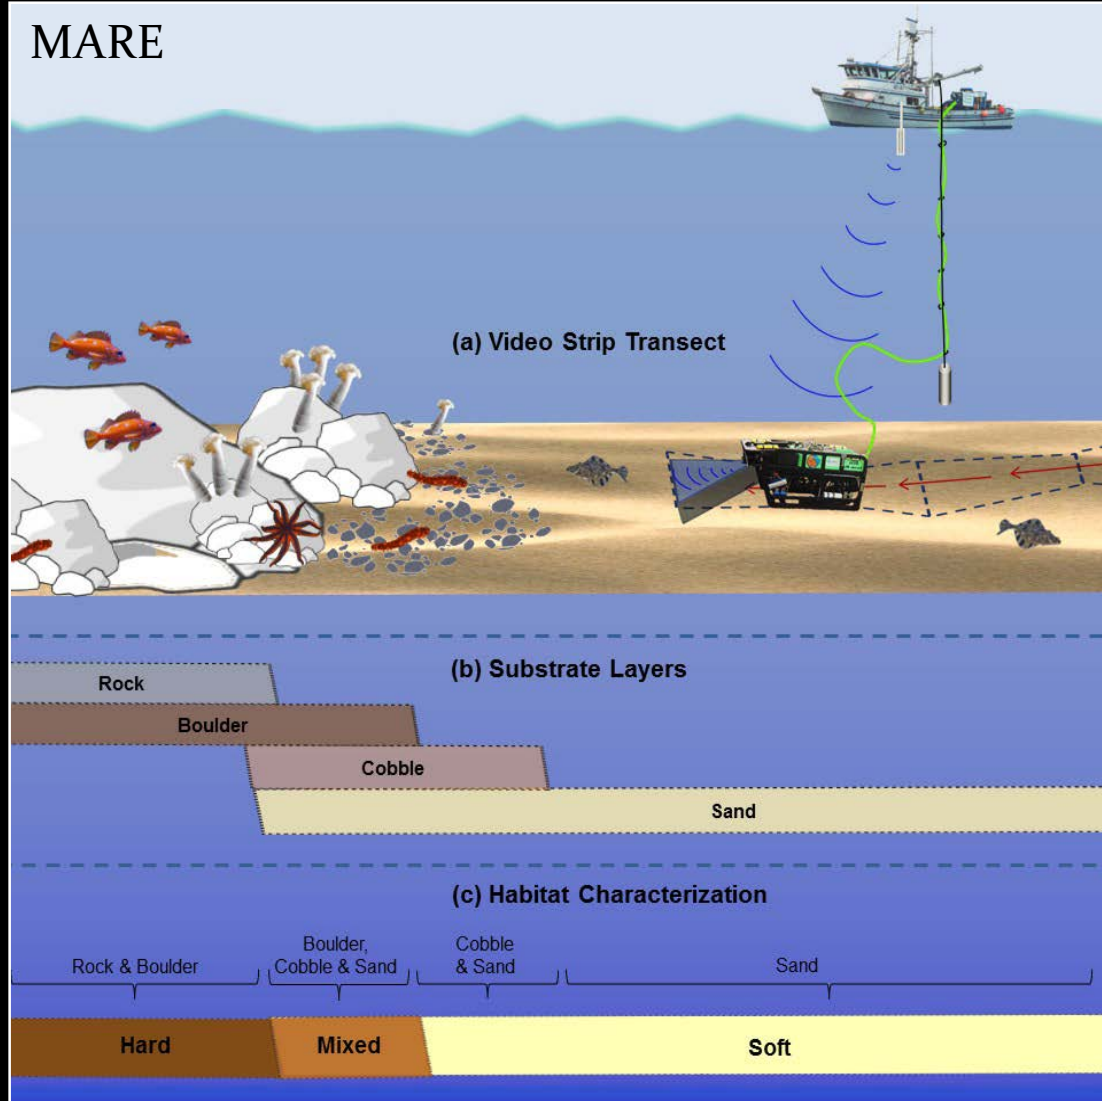 MARE
(a) Video Strip Transect
(b) Substrate Layers
Rock
Boulder
Cobble
Sand
(c) Habitat Characterization
Rock & Boulder
Boulder,
Cobble & Sand
Cobble
& Sand
Sand
Hard
Mixed
Soft